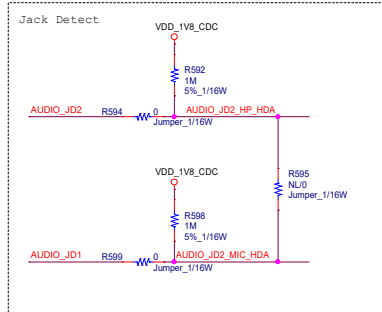 Jack Detect
VDD_1V8_CDC
R592
1M
5%_1/16W
AUDIO_JD2
R594
0
AUDIO_JD2_HP_HDA
Jumper_1/16W
R595
NL/0
Jumper_1/16W
VDD_1V8_CDC
R598
1M
5%_1/16W
AUDIO_JD1
R599
0
AUDIO_JD2_MIC_HDA
Jumper_1/16W